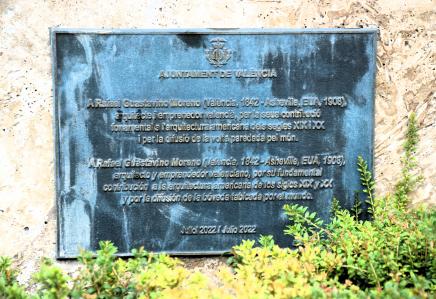 AJUNTAMENT DE VALÈNCIA
A Rafael Guastavino Moreno (València, 1842 - Asheville, EUA, 1908),
arquitecte i emprenedor valencià, per la seua contribució
fonamental a l'arquitectura americana dels segles XIX i XX
i per la difusió de la volta paredada pel món.
A Rafael Guastavino Moreno (Valencia, 1842 - Asheville, EUA, 1908),
arquitecto y emprendedor valenciano, por su fundamental
contribución a la arquitectura americana de los siglos XIX y XX
y por la difusión de la bóveda tabicada por el mundo.
Juliol 2022 / Julio 2022